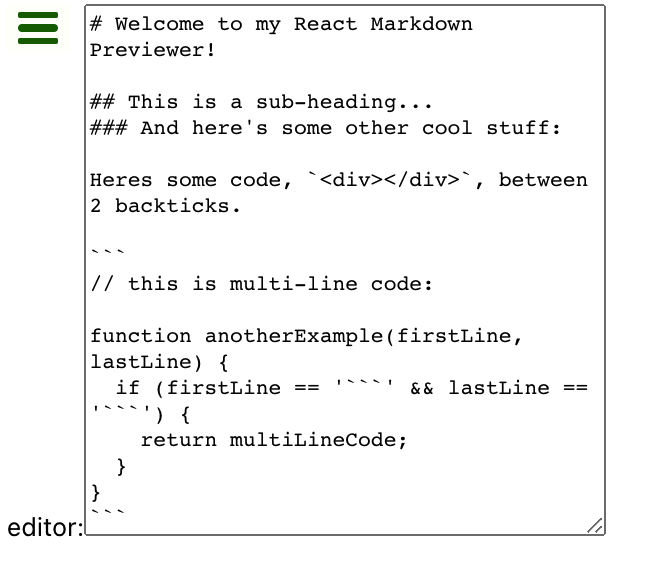 # Welcome to my React Markdown
Previewer!

## This is a sub-heading...
### And here's some other cool stuff:

Heres some code, `<div></div>`, between
2 backticks.

```
// this is multi-line code:

function anotherExample(firstLine,
lastLine) {
  if (firstLine == '```' && lastLine ==
'```') {
    return multiLineCode;
  }
}
```
editor: